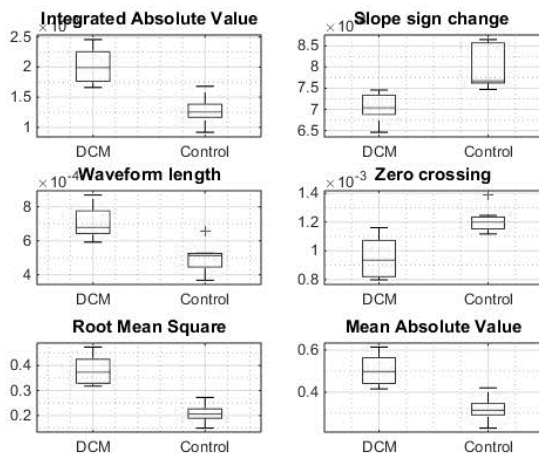 Integrated Absolute Value
2.5
2
1.5
1
DCM Control
Slope sign change
8.5
8
7.5
7
6.5
DCM Control
Waveform length
× 10-4
8
6
4
DCM Control
Zero crossing
× 10-3
1.4
1.2
1
0.8
DCM Control
Root Mean Square
0.4
0.3
0.2
DCM Control
Mean Absolute Value
0.6
0.4
DCM Control